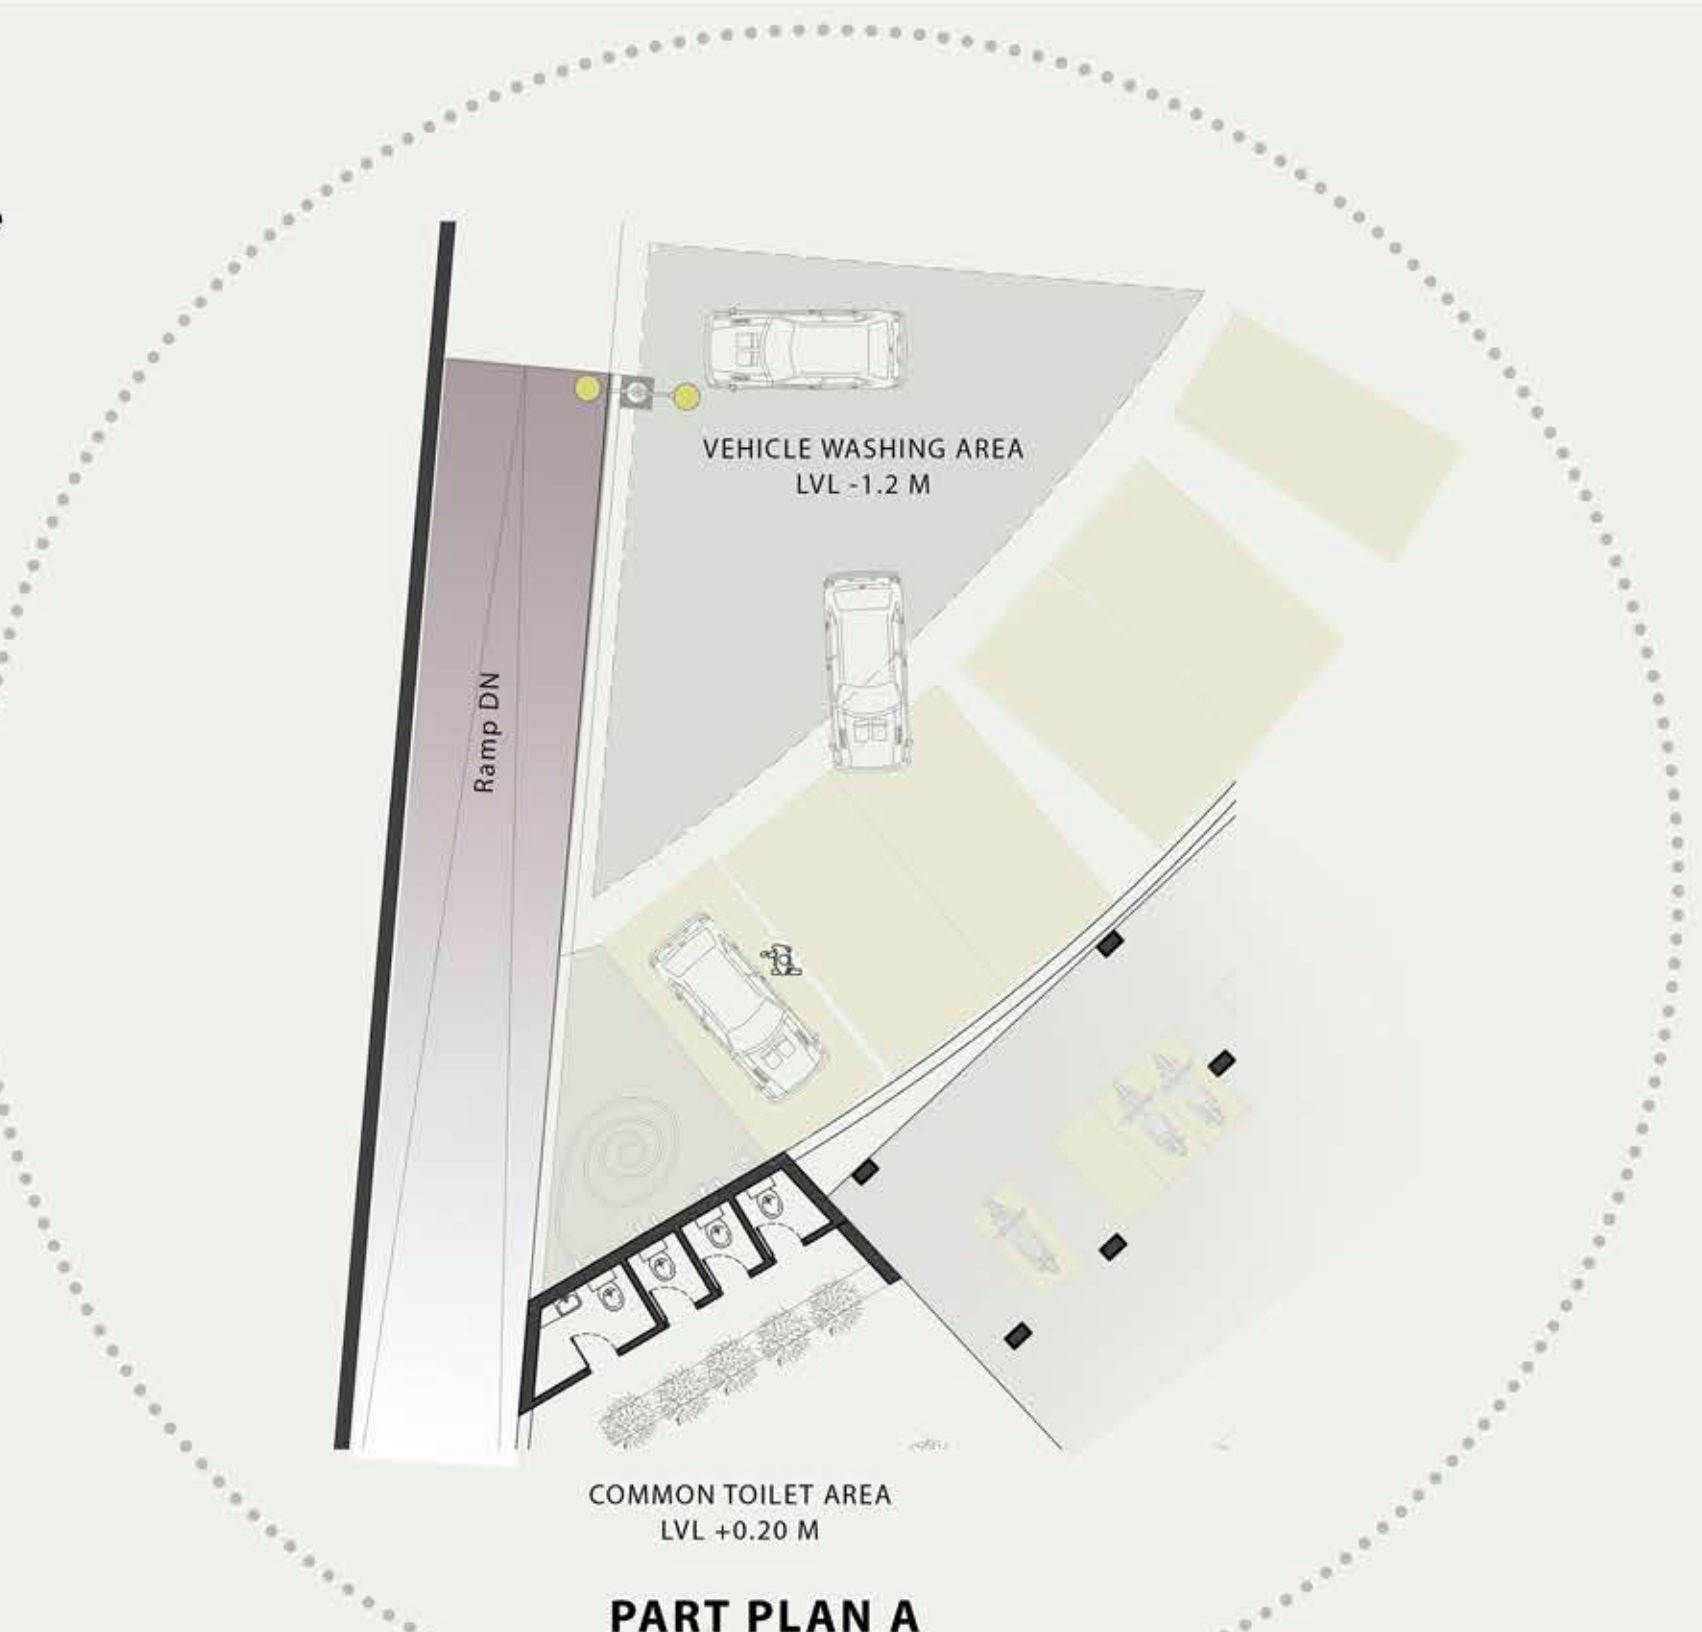 VEHICLE WASHING AREA
LVL -1.2 M
Ramp DN
COMMON TOILET AREA
LVL +0.20 M
PART PLAN A